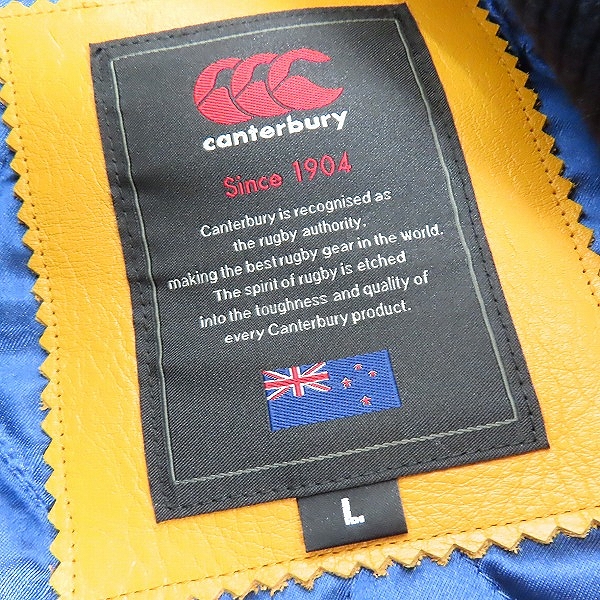 canterbury
Since 1904
Canterbury is recognised as
the rugby authority.
making the best rugby gear in the World.
The spirit of rugby is etched
into the toughness and quality of
every Canterbury product.
L